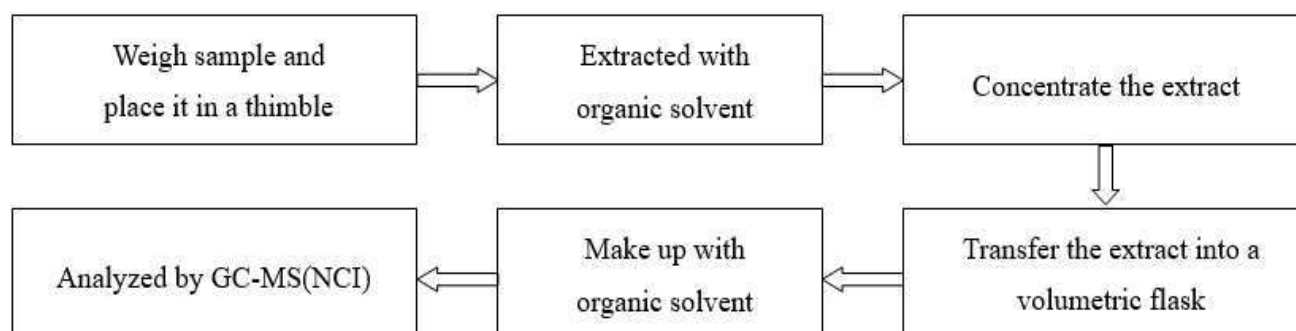 Weigh sample and
place it in a thimble
Extracted with
organic solvent
Concentrate the extract
Transfer the extract into a
volumetric flask
Make up with
organic solvent
Analyzed by GC-MS(NCI)